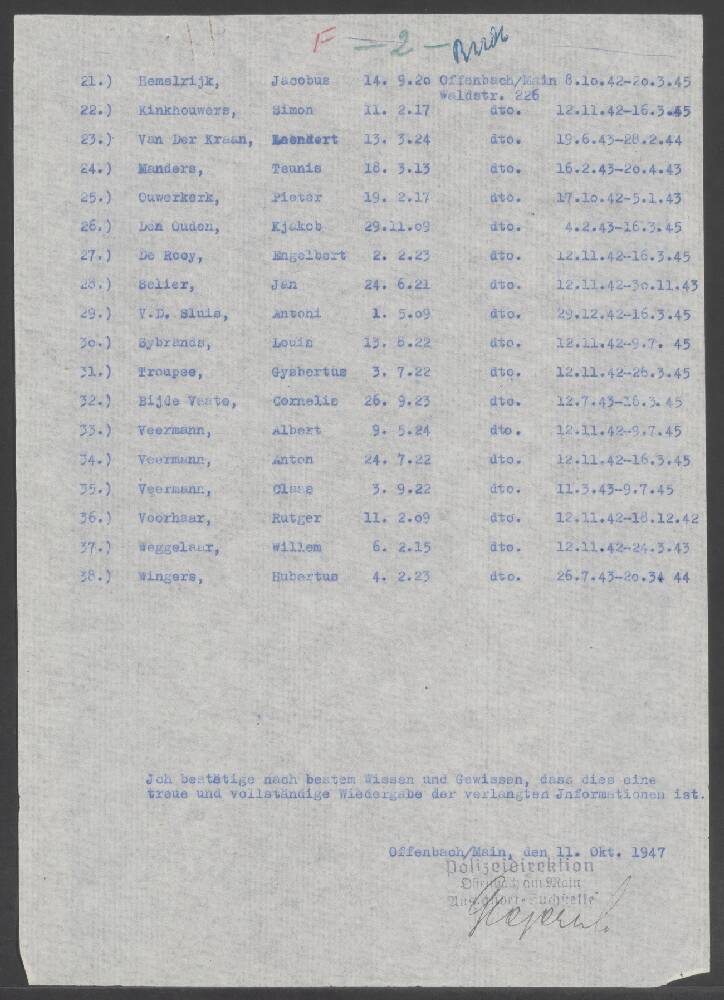 F - 2 -
21.) Hemelrijk, Jacobus 14. 9.20 Offenbach/Main 8.10.42-20.3.45
Waldstr. 226
22.) Kinkhouwers, Simon 11. 2.17 dto. 12.11.42-16.3.45
23.) Van Der Kraan, Leendert 13. 3.24 dto. 19.6.43-28.2.44
24.) Manders, Teunis 18. 3.13 dto. 16.2.43-20.4.43
25.) Ouwerkerk, Pieter 19. 2.17 dto. 17.10.42-5.1.43
26.) Den Ouden, Kjakob 29.11.09 dto. 4.2.43-16.3.45
27.) De Rooy, Engelbert 2. 2.23 dto. 12.11.42-16.3.45
28.) Selier, Jan 24. 6.21 dto. 12.11.42-30.11.43
29.) V.D. Sluis, Antoni 1. 5.09 dto. 29.12.42-16.3.45
30.) Sybrands, Louis 13. 8.22 dto. 12.11.42-9.7. 45
31.) Troupee, Gysbertus 3. 7.22 dto. 12.11.42-26.3.45
32.) Bijde Vaate, Cornelis 26. 9.23 dto. 12.7.43-16.3. 45
33.) Veermann, Albert 9. 5.24 dto. 12.11.42-9.7.45
34.) Veermann, Anton 24. 7.22 dto. 12.11.42-16.3.45
35.) Veermann, Claas 3. 9.22 dto. 11.3.43-9.7.45
36.) Voorhaar, Rutger 11. 2.09 dto. 12.11.42-18.12.42
37.) Weggelaar, Willem 6. 2.15 dto. 12.11.42-24.3.43
38.) Wingers, Hubertus 4. 2.23 dto. 26.7.43-20.34 44
Jch bestätige nach bestem Wissen und Gewissen, dass dies eine
treue und vollständige Wiedergabe der verlangten Jnformationen ist.
Offenbach/Main, den 11. Okt. 1947
Polizeidirektion
Offenbach am Main